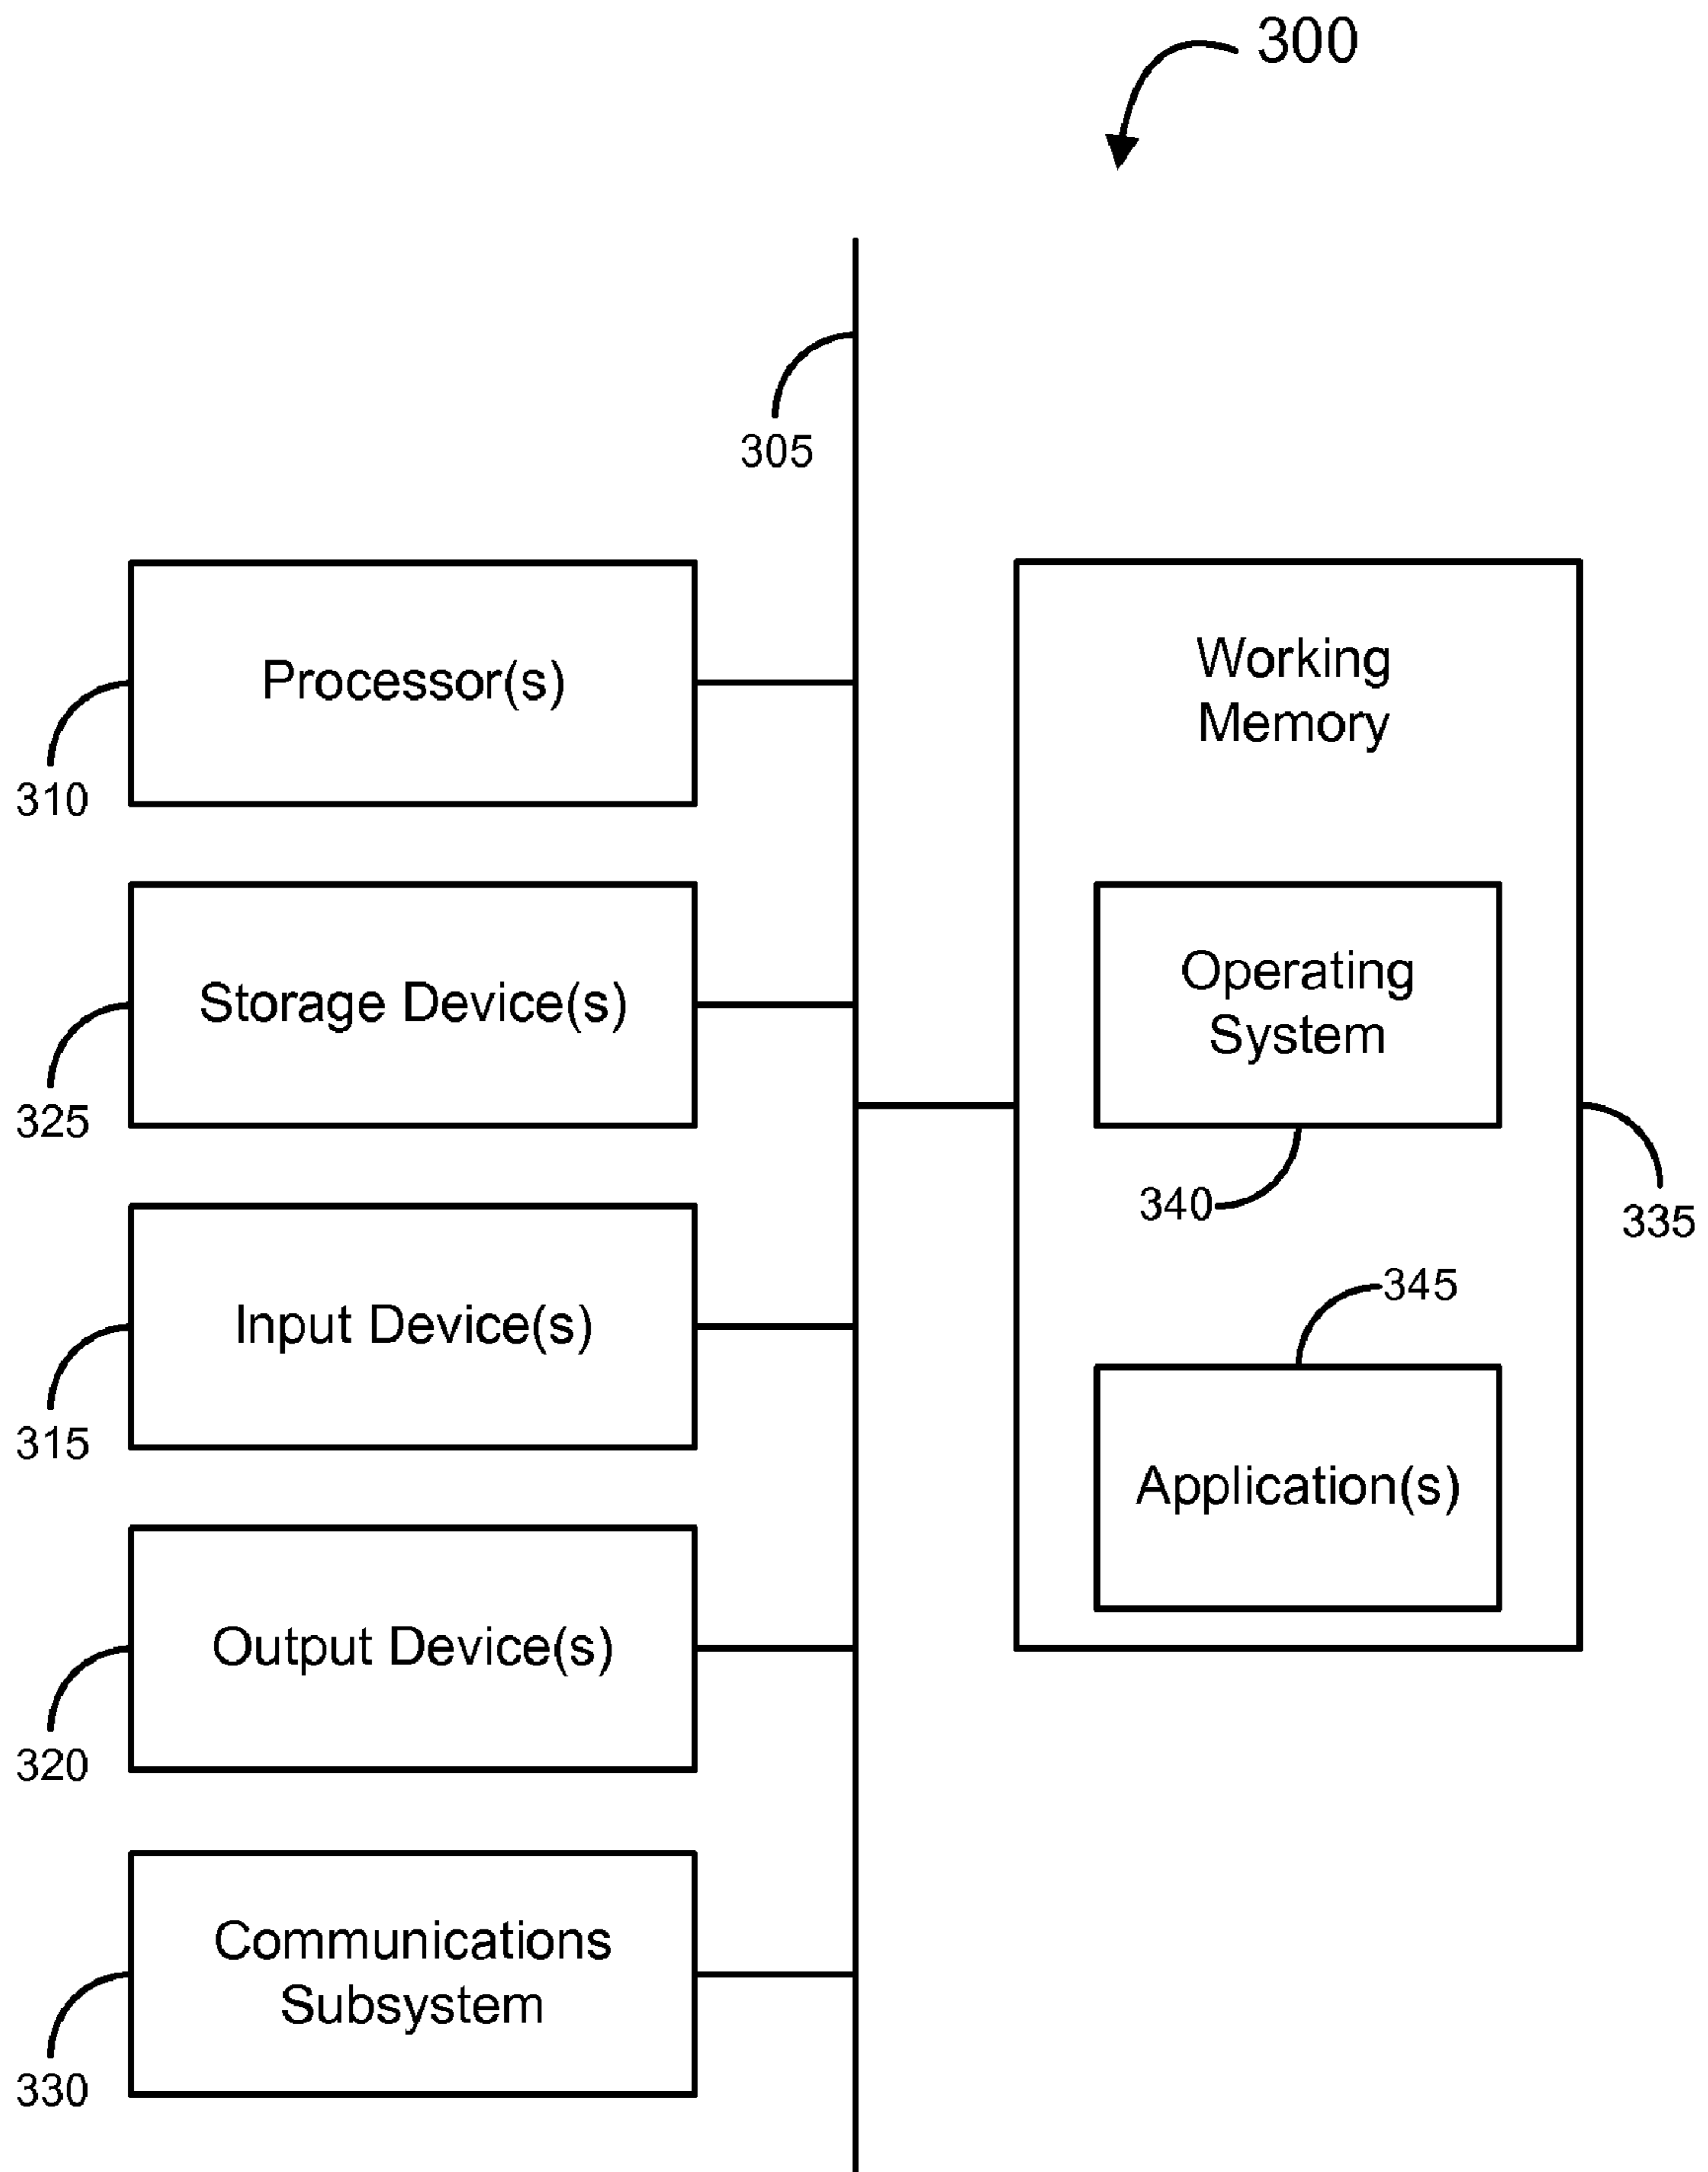 300
305
Processor(s)
310
Storage Device(s)
325
Input Device(s)
315
Output Device(s)
320
Communications
Subsystem
330
Working
Memory
Operating
System
340
335
345
Application(s)